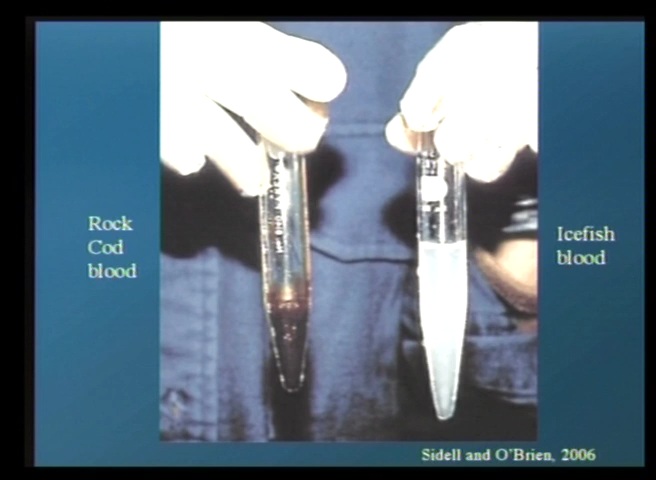 Rock
Cod
blood
Icefish
blood
Sidell and O'Brien, 2006